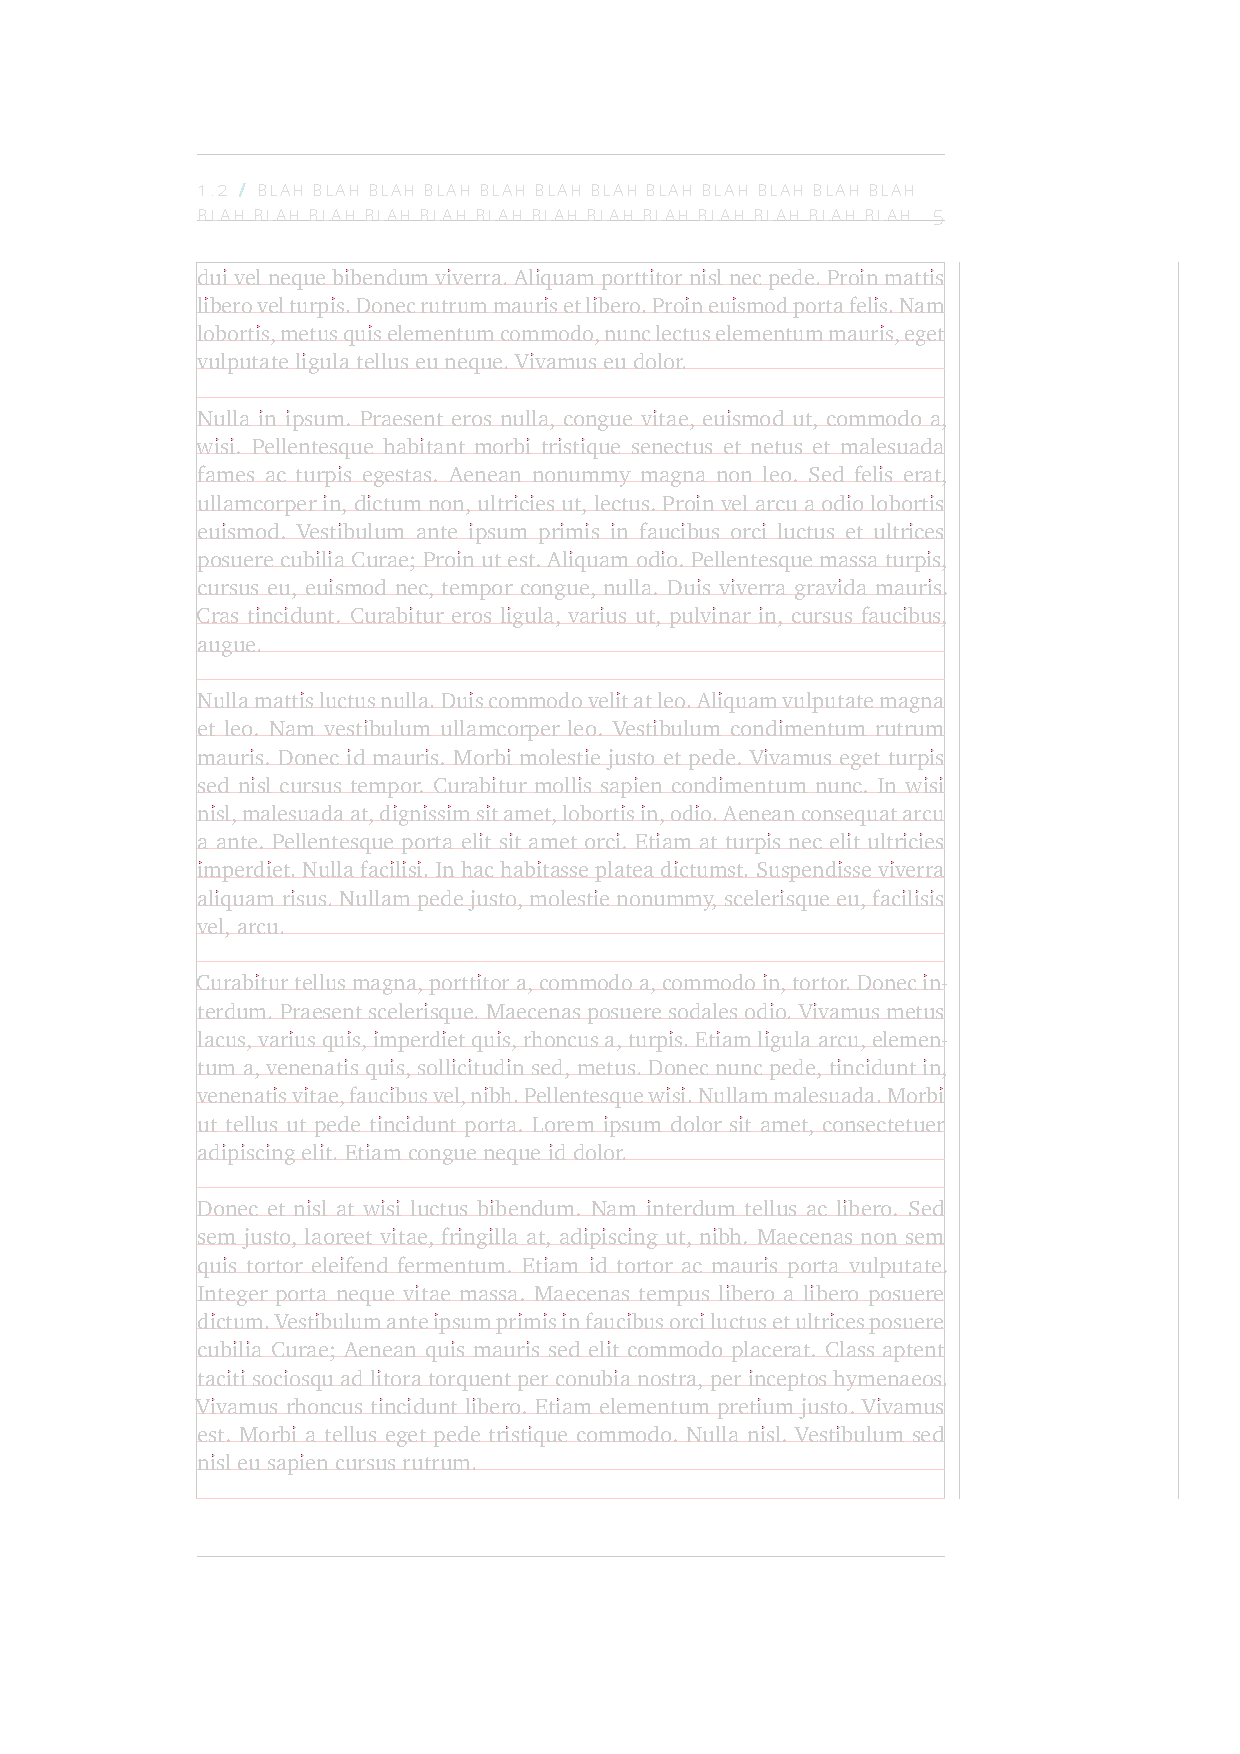 1.2 / BLAH BLAH BLAH BLAH BLAH BLAH BLAH BLAH BLAH BLAH BLAH BLAH
BLAH BLAH BLAH BLAH BLAH BLAH BLAH BLAH BLAH BLAH BLAH BLAH BLAH 5
dui vel neque bibendum viverra. Aliquam porttitor nisl nec pede. Proin mattis
libero vel turpis. Donec rutrum mauris et libero. Proin euismod porta felis. Nam
lobortis, metus quis elementum commodo, nunc lectus elementum mauris, eget
vulputate ligula tellus eu neque. Vivamus eu dolor.
Nulla in ipsum. Praesent eros nulla, congue vitae, euismod ut, commodo a,
wisi. Pellentesque habitant morbi tristique senectus et netus et malesuada
fames ac turpis egestas. Aenean nonummy magna non leo. Sed felis erat,
ullamcorper in, dictum non, ultricies ut, lectus. Proin vel arcu a odio lobortis
euismod. Vestibulum ante ipsum primis in faucibus orci luctus et ultrices
posuere cubilia Curae; Proin ut est. Aliquam odio. Pellentesque massa turpis,
cursus eu, euismod nec, tempor congue, nulla. Duis viverra gravida mauris.
Cras tincidunt. Curabitur eros ligula, varius ut, pulvinar in, cursus faucibus,
augue.
Nulla mattis luctus nulla. Duis commodo velit at leo. Aliquam vulputate magna
et leo. Nam vestibulum ullamcorper leo. Vestibulum condimentum rutrum
mauris. Donec id mauris. Morbi molestie justo et pede. Vivamus eget turpis
sed nisl cursus tempor. Curabitur mollis sapien condimentum nunc. In wisi
nisl, malesuada at, dignissim sit amet, lobortis in, odio. Aenean consequat arcu
a ante. Pellentesque porta elit sit amet orci. Etiam at turpis nec elit ultricies
imperdiet. Nulla facilisi. In hac habitasse platea dictumst. Suspendisse viverra
aliquam risus. Nullam pede justo, molestie nonummy, scelerisque eu, facilisis
vel, arcu.
Curabitur tellus magna, porttitor a, commodo a, commodo in, tortor. Donec in-
terdum. Praesent scelerisque. Maecenas posuere sodales odio. Vivamus metus
lacus, varius quis, imperdiet quis, rhoncus a, turpis. Etiam ligula arcu, elemen-
tum a, venenatis quis, sollicitudin sed, metus. Donec nunc pede, tincidunt in,
venenatis vitae, faucibus vel, nibh. Pellentesque wisi. Nullam malesuada. Morbi
ut tellus ut pede tincidunt porta. Lorem ipsum dolor sit amet, consectetuer
adipiscing elit. Etiam congue neque id dolor.
Donec et nisl at wisi luctus bibendum. Nam interdum tellus ac libero. Sed
sem justo, laoreet vitae, fringilla at, adipiscing ut, nibh. Maecenas non sem
quis tortor eleifend fermentum. Etiam id tortor ac mauris porta vulputate.
Integer porta neque vitae massa. Maecenas tempus libero a libero posuere
dictum. Vestibulum ante ipsum primis in faucibus orci luctus et ultrices posuere
cubilia Curae; Aenean quis mauris sed elit commodo placerat. Class aptent
taciti sociosqu ad litora torquent per conubia nostra, per inceptos hymenaeos.
Vivamus rhoncus tincidunt libero. Etiam elementum pretium justo. Vivamus
est. Morbi a tellus eget pede tristique commodo. Nulla nisl. Vestibulum sed
nisl eu sapien cursus rutrum.